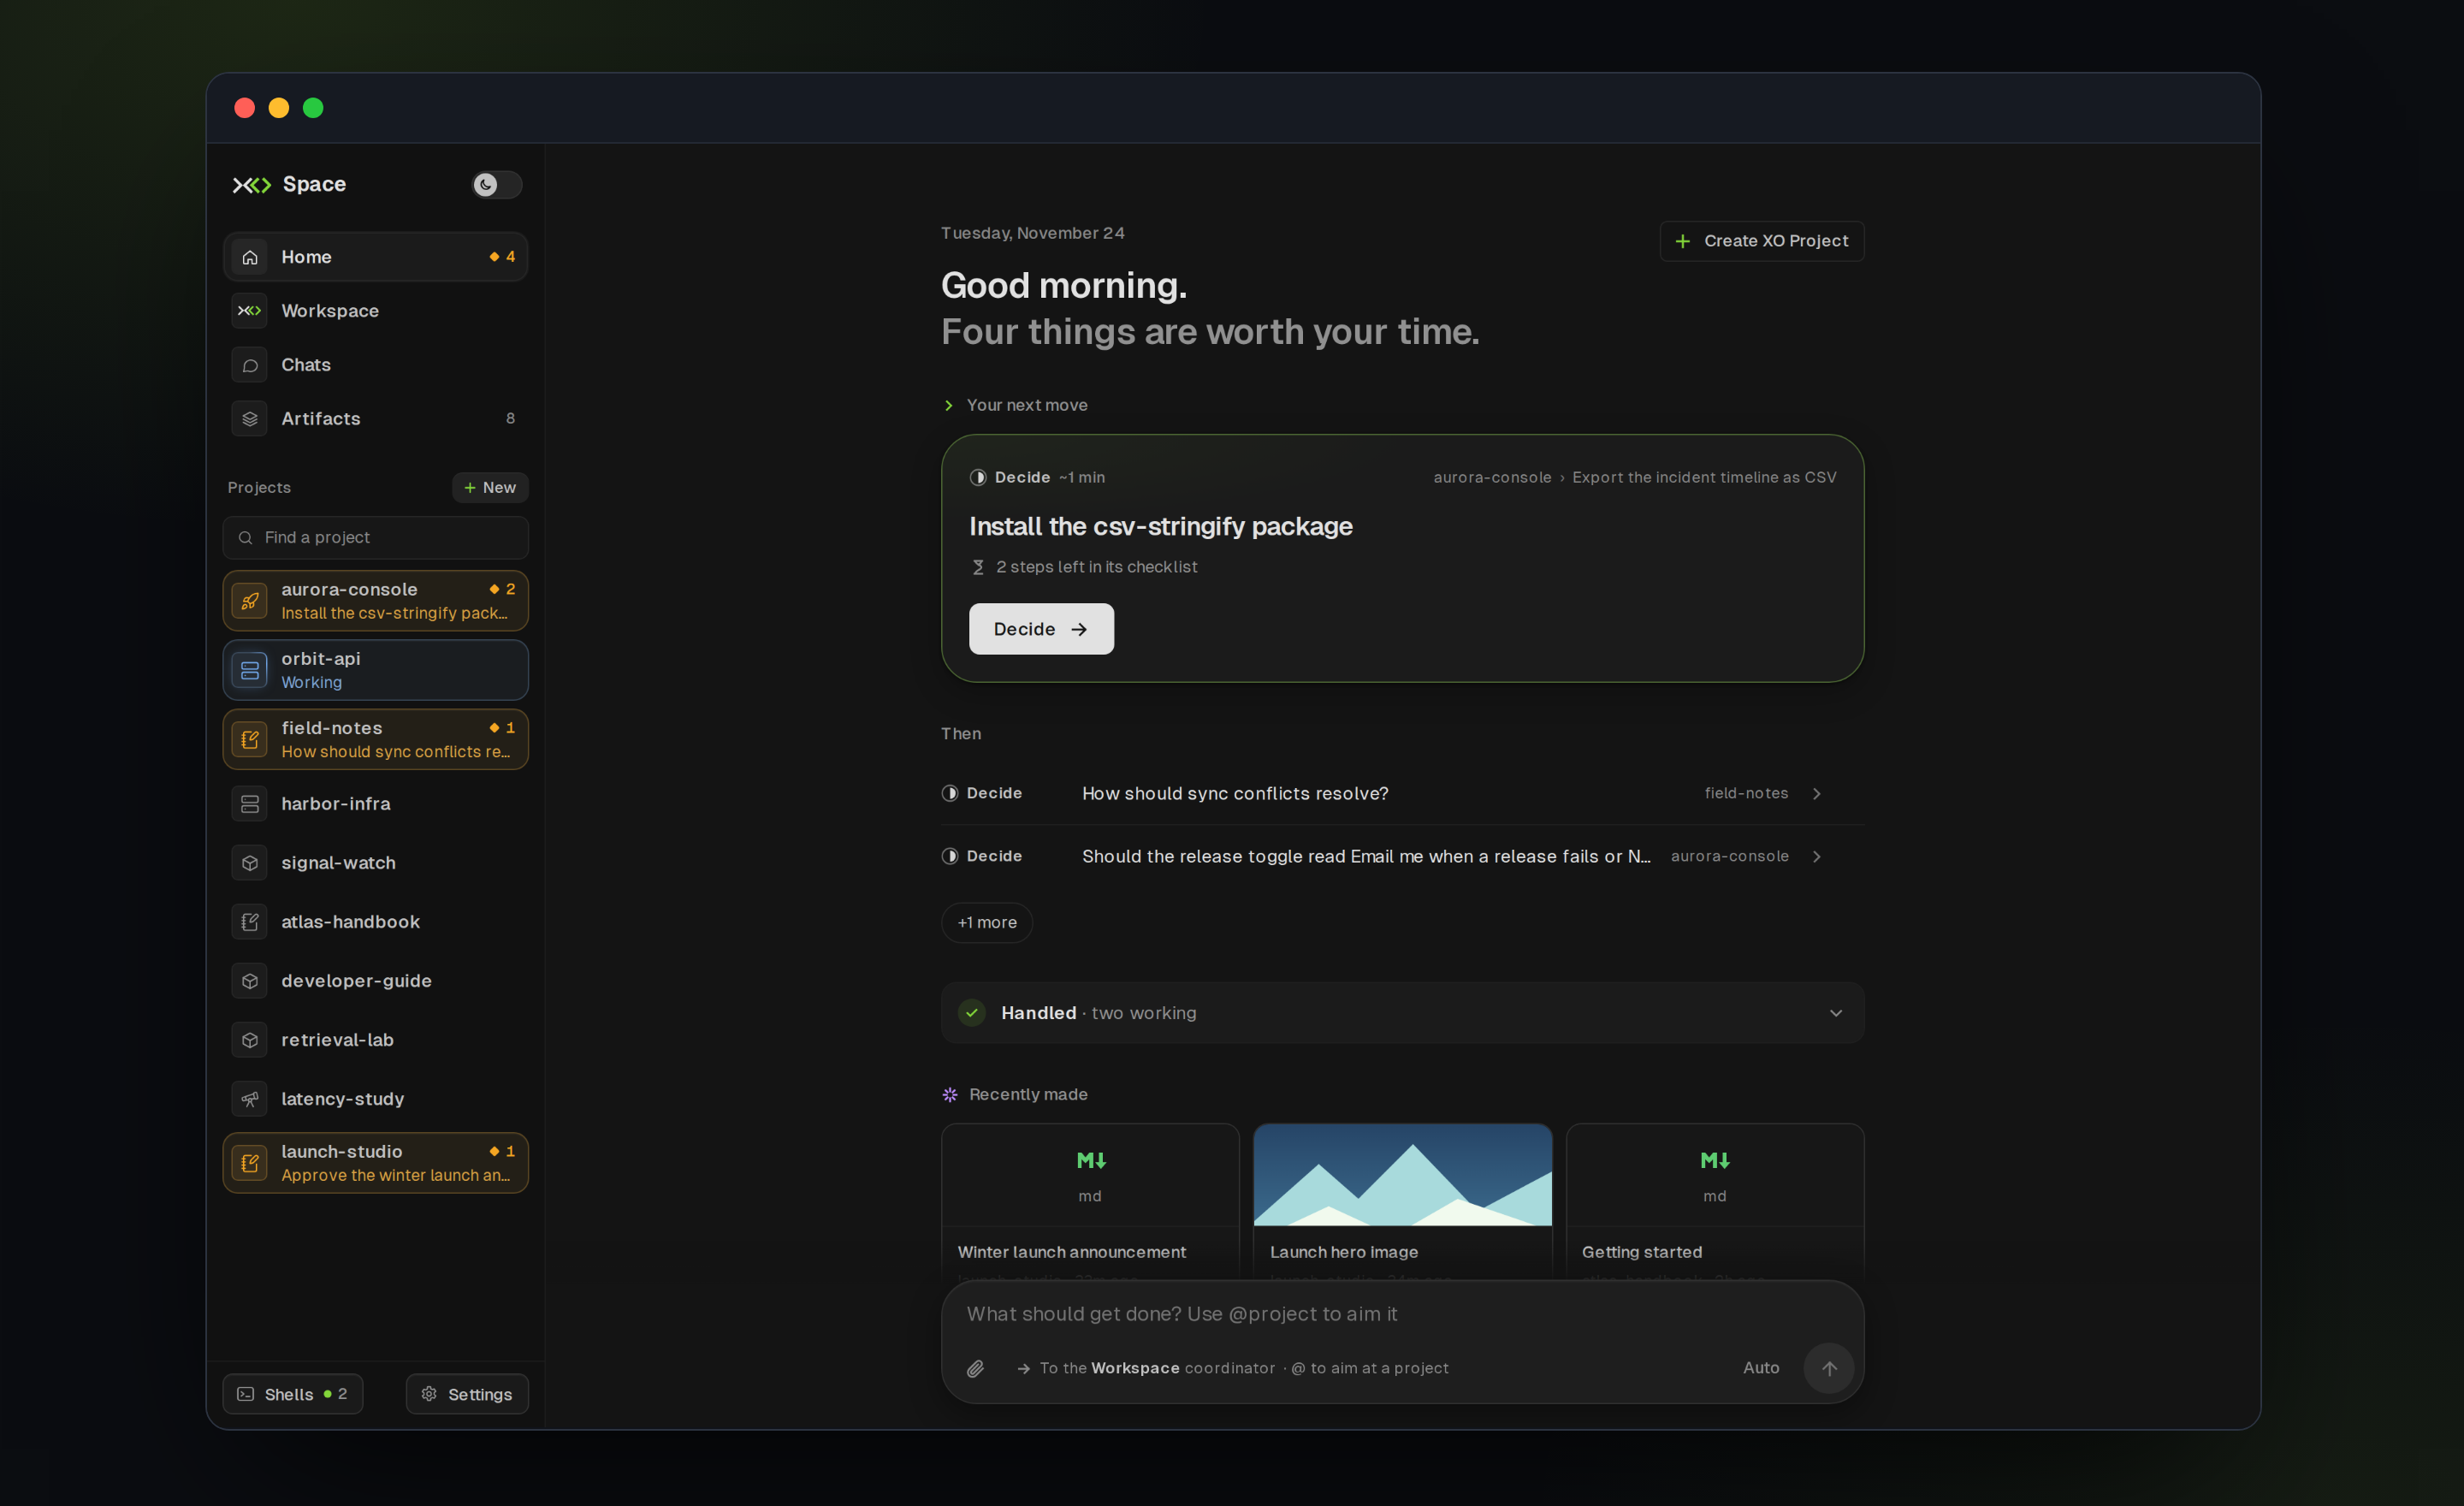 Space
Home 4
Workspace
Chats
Artifacts 8
Projects
New
Find a project
aurora-console 2
Install the csv-stringify pack...
orbit-api
Working
field-notes 1
How should sync conflicts re...
harbor-infra
signal-watch
atlas-handbook
developer-guide
retrieval-lab
latency-study
launch-studio 1
Approve the winter launch an...
Shells 2
Settings
Tuesday, November 24
Create XO Project
Good morning.
Four things are worth your time.
Your next move
Decide ~1 min
aurora-console › Export the incident timeline as CSV
Install the csv-stringify package
2 steps left in its checklist
Decide
Then
Decide How should sync conflicts resolve? field-notes
Decide Should the release toggle read Email me when a release fails or N... aurora-console
+1 more
Handled · two working
Recently made
M
md
Winter launch announcement
Launch hero image
M
md
Getting started
What should get done? Use @project to aim it
To the Workspace coordinator · @ to aim at a project
Auto